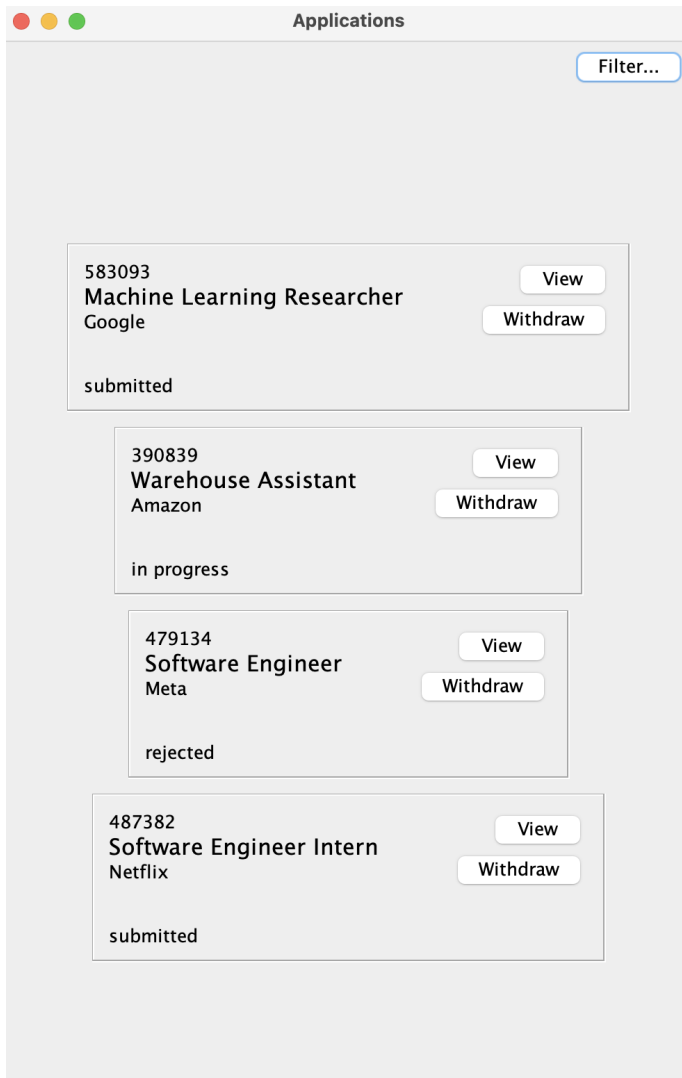 Applications
Filter...
583093
Machine Learning Researcher
Google
submitted
View
Withdraw
390839
Warehouse Assistant
Amazon
in progress
View
Withdraw
479134
Software Engineer
Meta
rejected
View
Withdraw
487382
Software Engineer Intern
Netflix
submitted
View
Withdraw